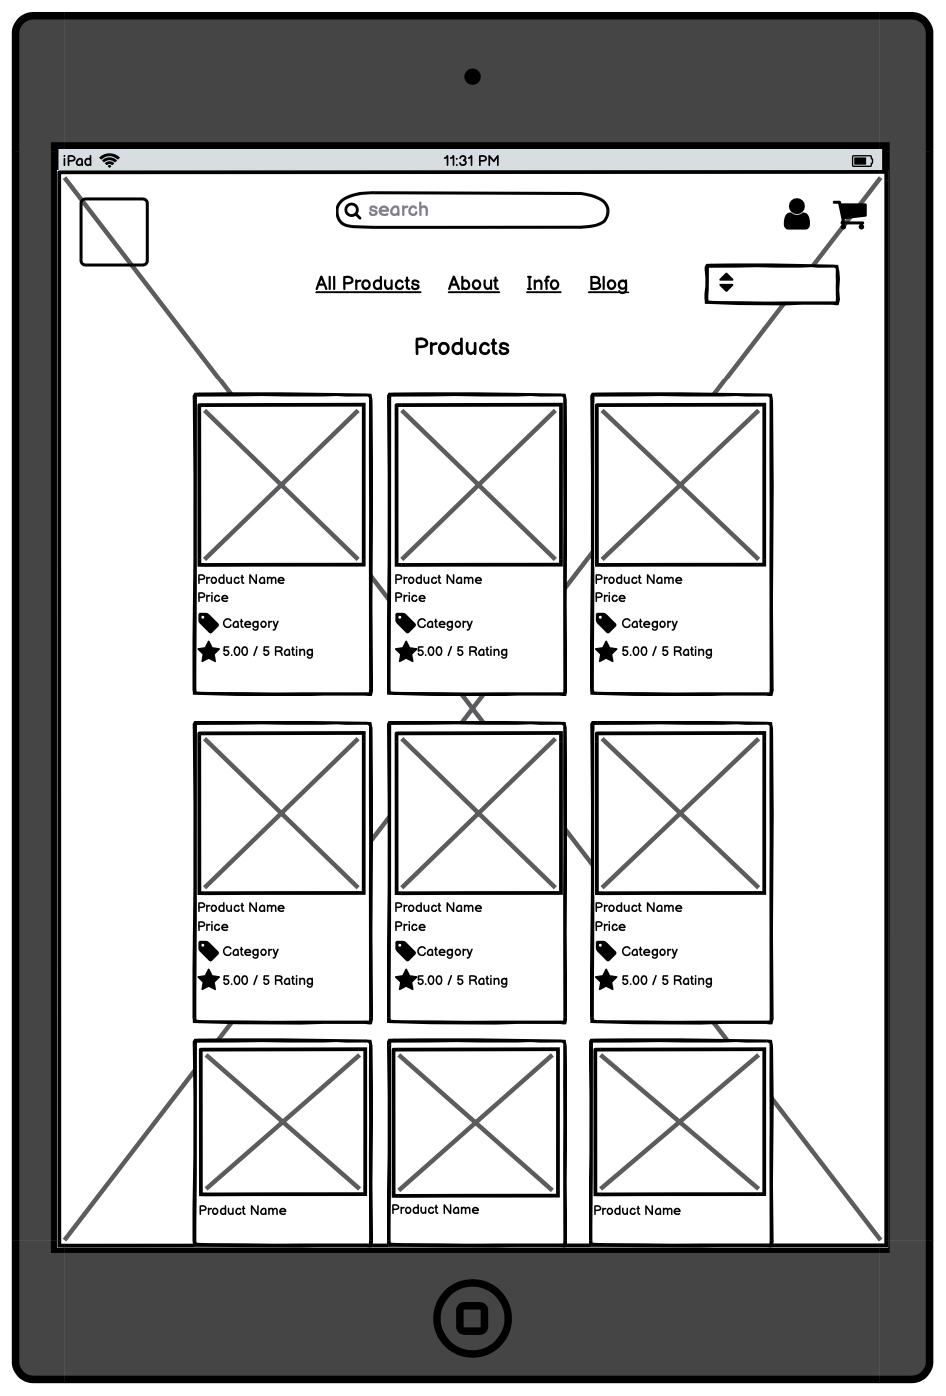 iPad 11:31 PM
search
All Products About Info Blog
Products
Product Name Product Name Product Name
Price Price Price
Category Category Category
5.00 / 5 Rating 5.00 / 5 Rating 5.00 / 5 Rating
Product Name Product Name Product Name
Price Price Price
Category Category Category
5.00 / 5 Rating 5.00 / 5 Rating 5.00 / 5 Rating
Product Name Product Name Product Name